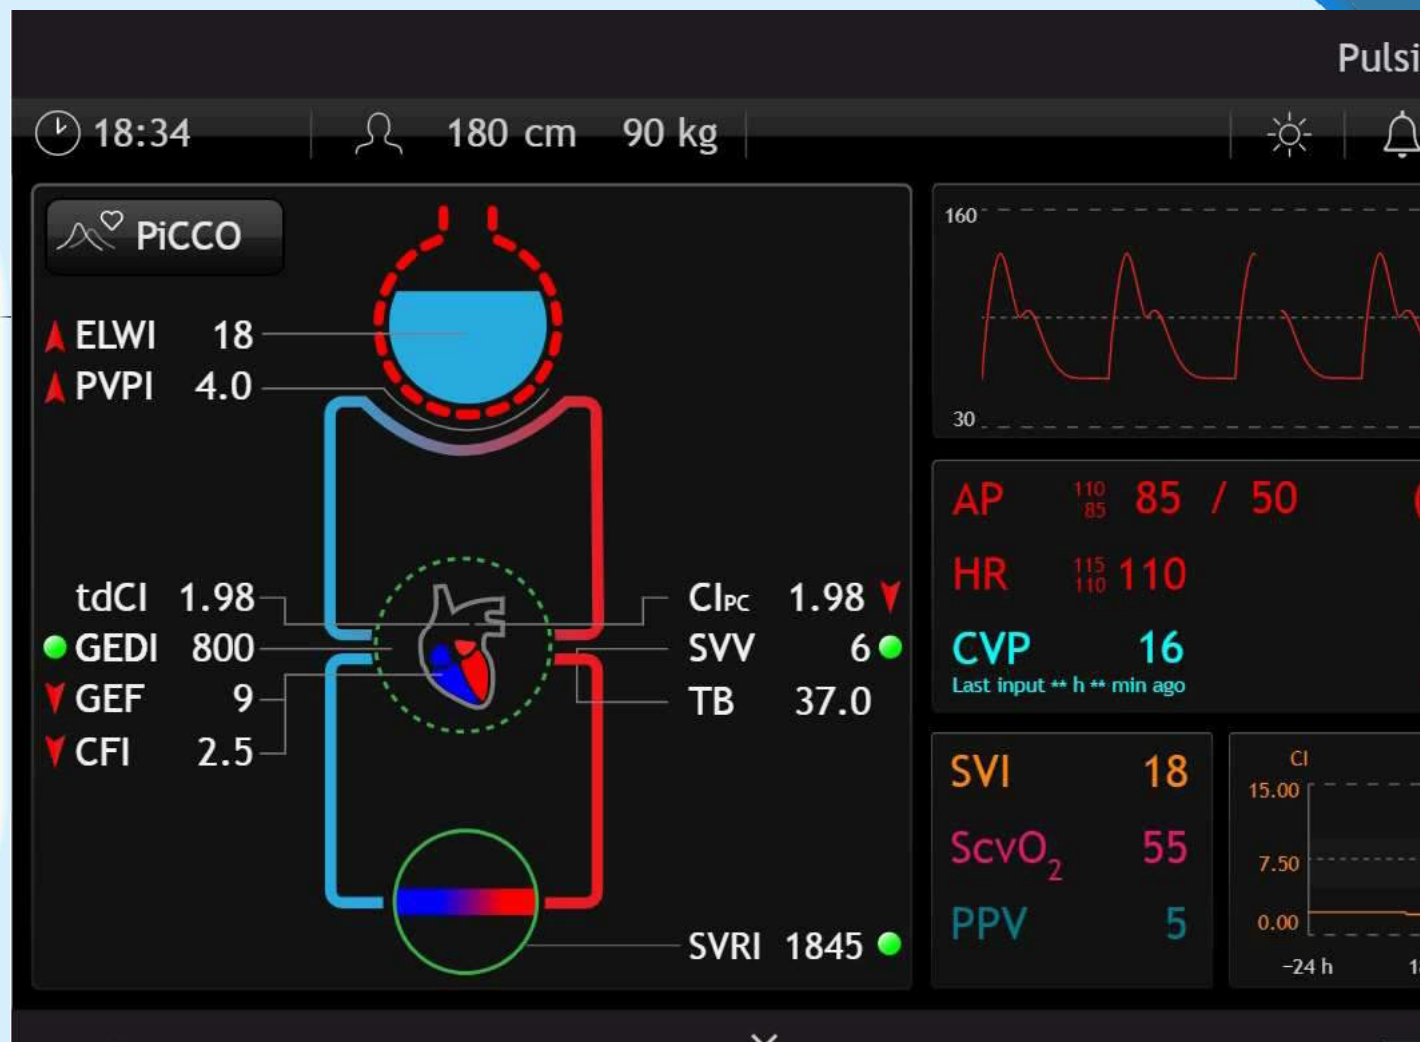 Pulsi
18:34 180 cm 90 kg
PiCCO
ELWI 18
PVPI 4.0
tdCI 1.98
GEDI 800
GEF 9
CFI 2.5
CIPC 1.98
SVV 6
TB 37.0
SVRI 1845
160
30
AP 110 85 85 / 50
HR 115 110 110
CVP 16
Last input ** h ** min ago
SVI 18
ScvO2 55
PPV 5
CI
15.00
7.50
0.00
-24 h 1